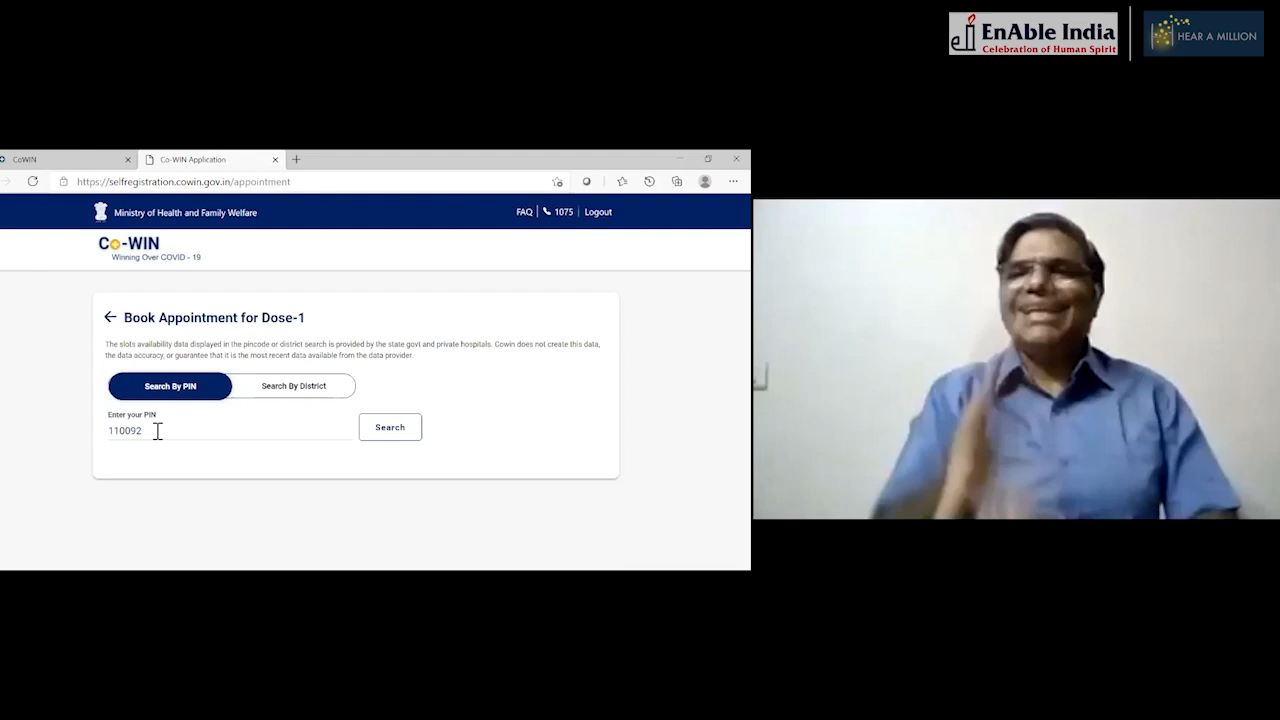 EnAble India
Celebration of Human Spirit
HEAR A MILLION
CoWIN
Co-WIN Application
https://selfregistration.cowin.gov.in/appointment
Ministry of Health and Family Welfare
FAQ
1075
Logout
Co-WIN
Winning Over COVID - 19
Book Appointment for Dose-1
The slots availability data displayed in the pincode or district search is provided by the state govt and private hospitals. Cowin does not create this data,
the data accuracy, or guarantee that it is the most recent data available from the data provider.
Search By PIN
Search By District
Enter your PIN
110092
Search